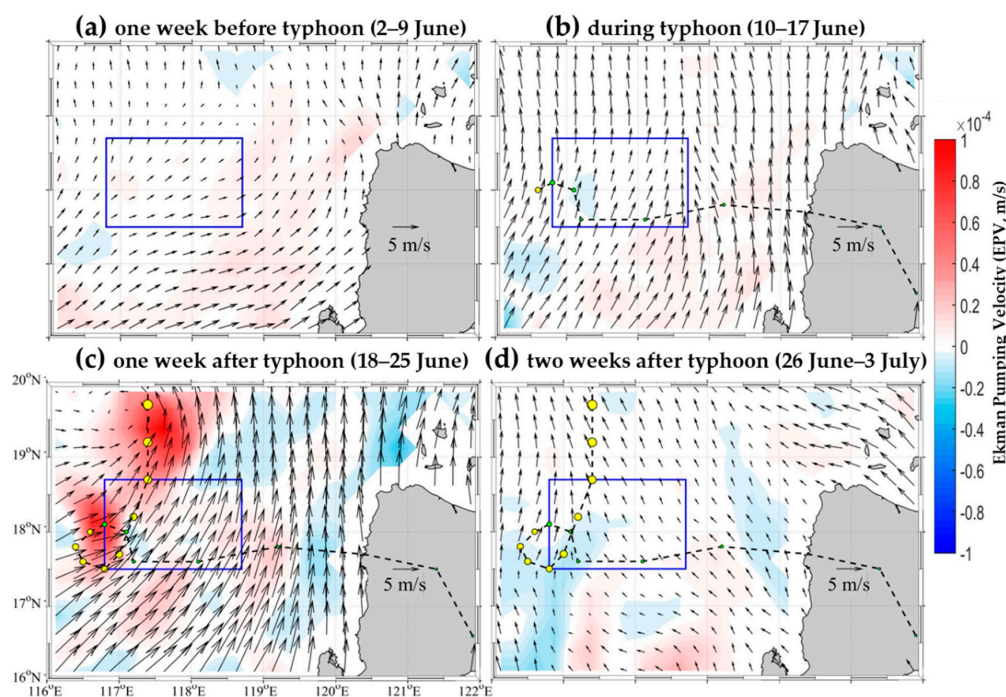 (a) one week before typhoon (2–9 June)
(b) during typhoon (10–17 June)
5 m/s
5 m/s
×10⁻⁴
1
0.8
0.6
0.4
0.2
0
-0.2
-0.4
-0.6
-0.8
-1
Ekman Pumping Velocity (EPV, m/s)
(c) one week after typhoon (18–25 June)
(d) two weeks after typhoon (26 June–3 July)
20°N
19°N
18°N
17°N
16°N
5 m/s
5 m/s
116°E 117°E 118°E 119°E 120°E 121°E 122°E